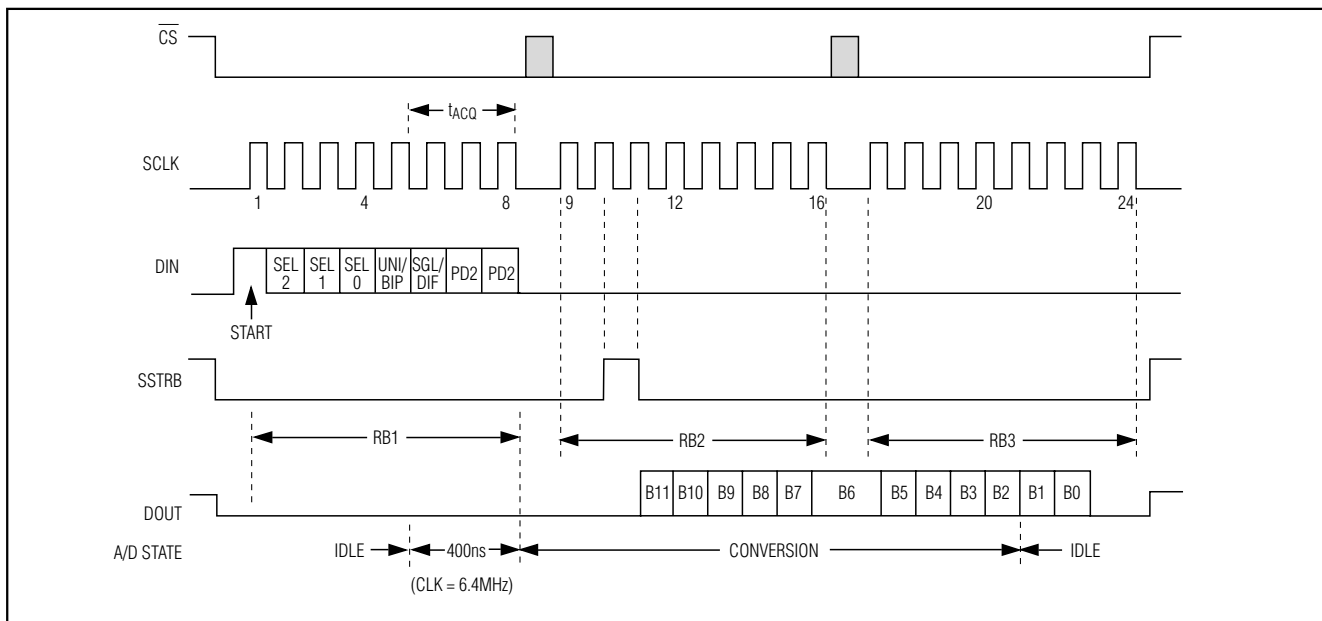 CS
tACQ
SCLK
1 4 8 9 12 16 20 24
DIN
SEL 2
SEL 1
SEL 0
UNI/ BIP
SGL/ DIF
PD2
PD2
START
SSTRB
RB1 RB2 RB3
DOUT
B11 B10 B9 B8 B7 B6 B5 B4 B3 B2 B1 B0
A/D STATE IDLE 400ns CONVERSION IDLE
(CLK = 6.4MHz)